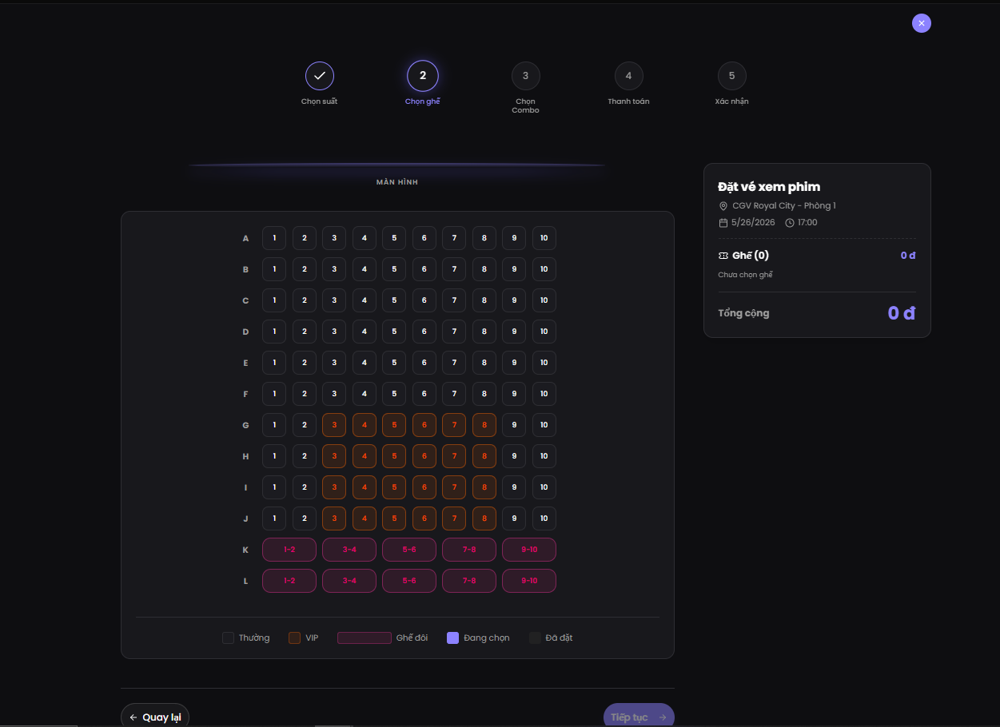 2 3 4 5
Chọn suất Chọn ghế Chọn Combo Thanh toán Xác nhận
MÀN HÌNH
A 1 2 3 4 5 6 7 8 9 10
B 1 2 3 4 5 6 7 8 9 10
C 1 2 3 4 5 6 7 8 9 10
D 1 2 3 4 5 6 7 8 9 10
E 1 2 3 4 5 6 7 8 9 10
F 1 2 3 4 5 6 7 8 9 10
G 1 2 3 4 5 6 7 8 9 10
H 1 2 3 4 5 6 7 8 9 10
I 1 2 3 4 5 6 7 8 9 10
J 1 2 3 4 5 6 7 8 9 10
K 1-2 3-4 5-6 7-8 9-10
L 1-2 3-4 5-6 7-8 9-10
Thường VIP Ghế đôi Đang chọn Đã đặt
Quay lại Tiếp tục
Đặt vé xem phim
CGV Royal City - Phòng 1
5/26/2026 17:00
Ghế (0) 0 đ
Chưa chọn ghế
Tổng cộng 0 đ